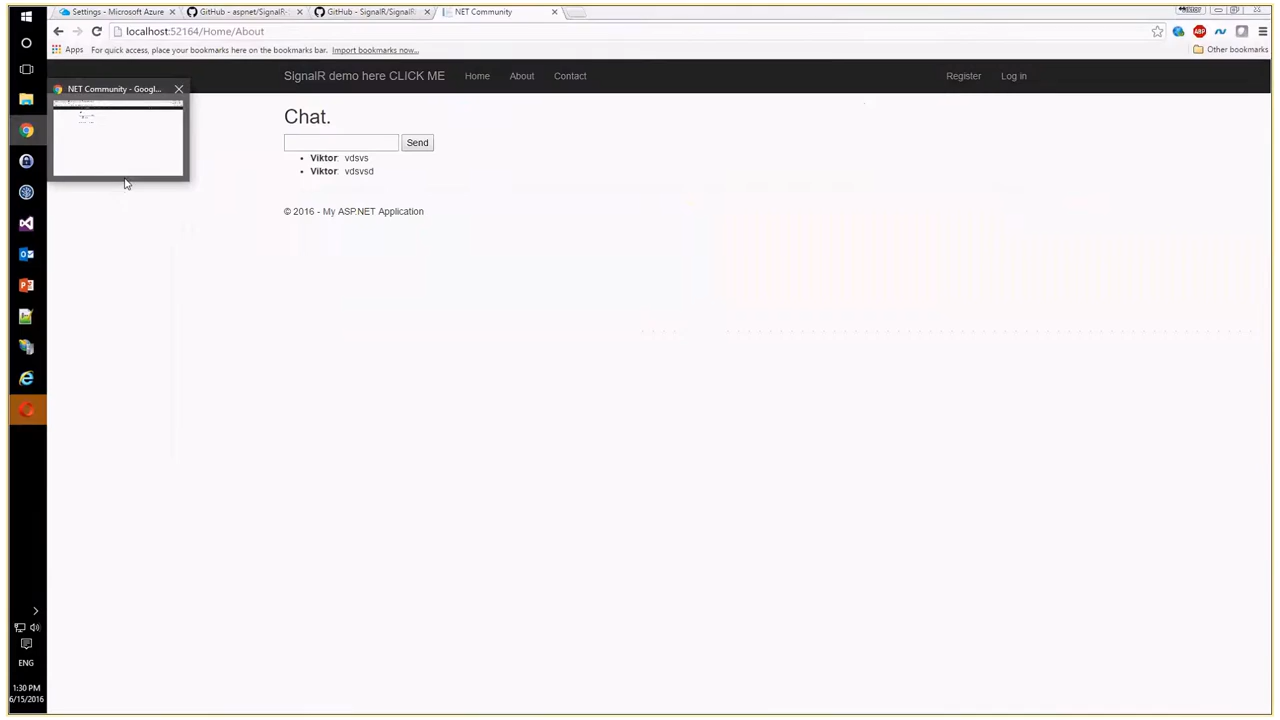 Settings - Microsoft Azure
GitHub - aspnet/SignalR-
GitHub - SignalR/SignalR
NET Community
localhost:52164/Home/About
Apps
For quick access, place your bookmarks here on the bookmarks bar.
Import bookmarks now...
Other bookmarks
SignalR demo here CLICK ME
Home
About
Contact
Register
Log in
NET Community - Googl...
Chat.
Send
Viktor: vdsvs
Viktor: vdsvsd
© 2016 - My ASP.NET Application
ENG
1:30 PM
6/15/2016